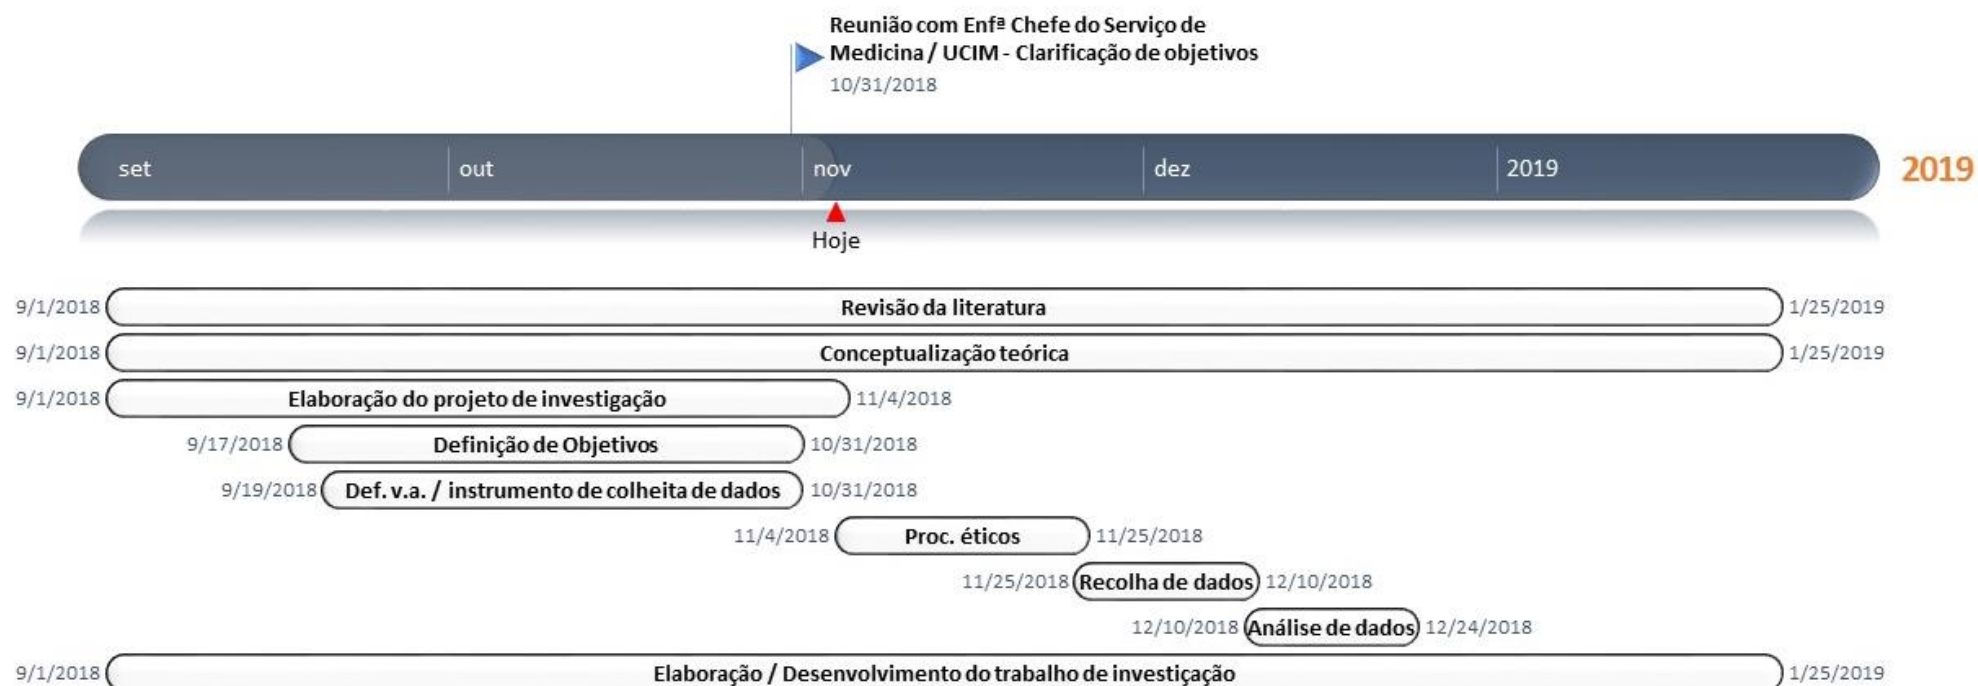 Reunião com Enfª Chefe do Serviço de
Medicina / UCIM - Clarificação de objetivos
10/31/2018
set out nov dez 2019 2019
Hoje
9/1/2018 Revisão da literatura 1/25/2019
9/1/2018 Conceptualização teórica 1/25/2019
9/1/2018 Elaboração do projeto de investigação 11/4/2018
9/17/2018 Definição de Objetivos 10/31/2018
9/19/2018 Def. v.a. / instrumento de colheita de dados 10/31/2018
11/4/2018 Proc. éticos 11/25/2018
11/25/2018 Recolha de dados 12/10/2018
12/10/2018 Análise de dados 12/24/2018
9/1/2018 Elaboração / Desenvolvimento do trabalho de investigação 1/25/2019